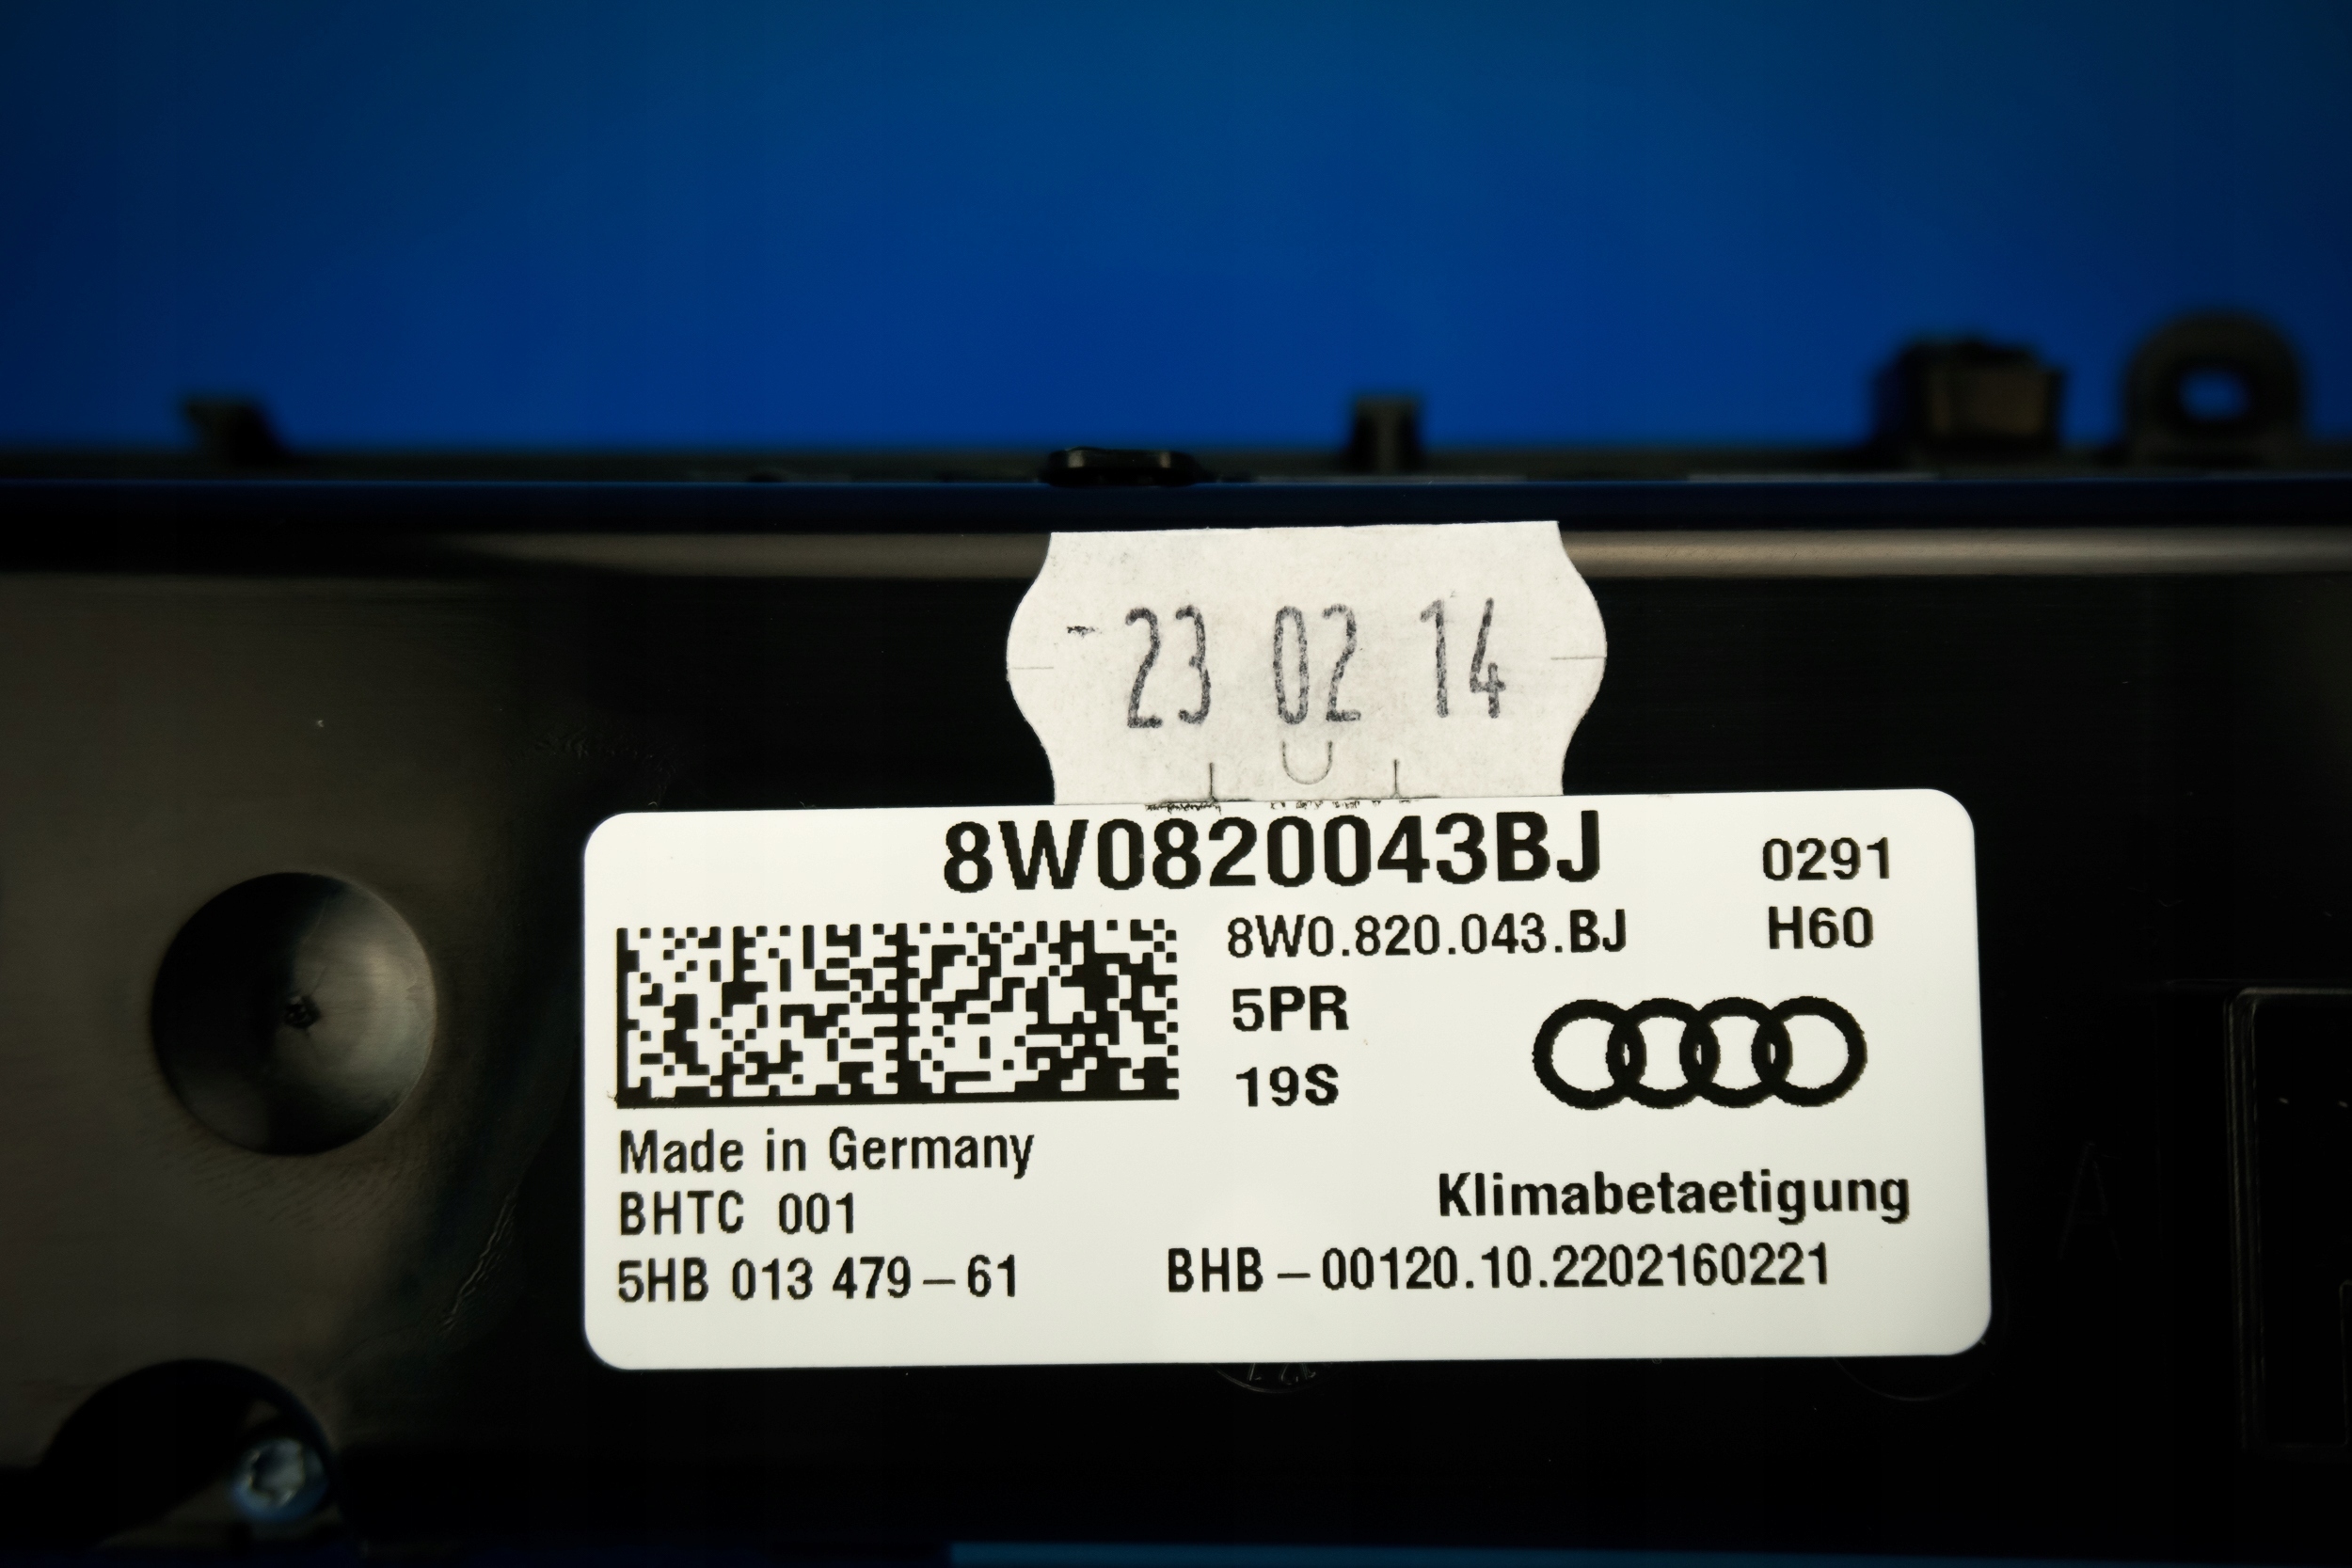 23 02 14
8W0820043BJ
0291
8W0.820.043.BJ
H60
5PR
19S
Made in Germany
BHTC 001
Klimabetaetigung
5HB 013 479-61
BHB-00120.10.2202160221